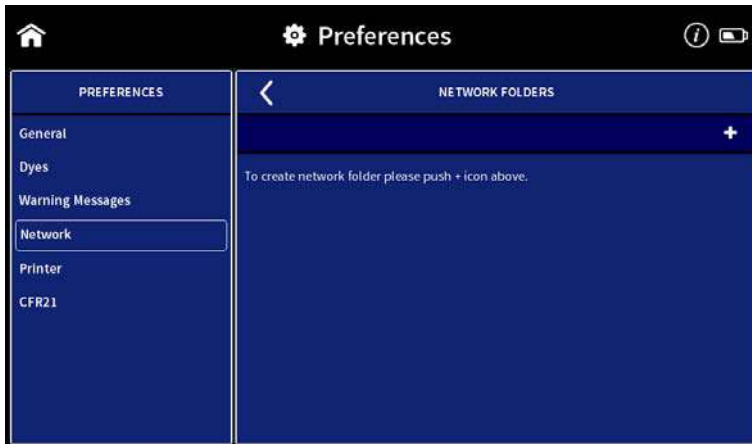 Preferences
PREFERENCES
General
Dyes
Warning Messages
Network
Printer
CFR21
NETWORK FOLDERS
To create network folder please push + icon above.